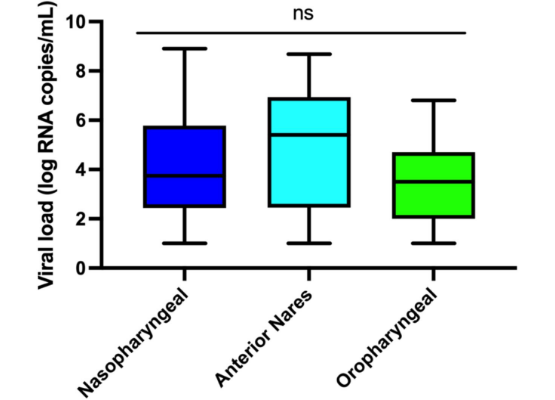 ns
Viral load (log RNA copies/mL)
10
8
6
4
2
0
Nasopharyngeal
Anterior Nares
Oropharyngeal